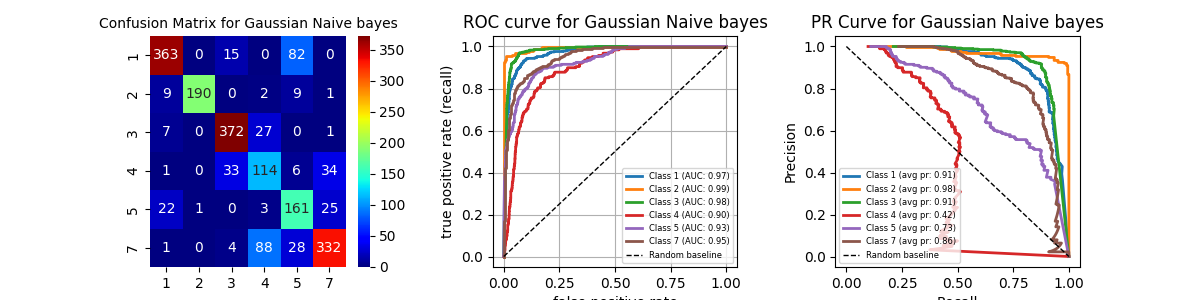 Confusion Matrix for Gaussian Naive bayes
363 0 15 0 82 0
9 190 0 2 9 1
7 0 372 27 0 1
1 0 33 114 6 34
22 1 0 3 161 25
1 0 4 88 28 332
1
2
3
4
5
7
1 2 3 4 5 7
350
300
250
200
150
100
50
0
ROC curve for Gaussian Naive bayes
true positive rate (recall)
1.0
0.8
0.6
0.4
0.2
0.0
Class 1 (AUC: 0.97)
Class 2 (AUC: 0.99)
Class 3 (AUC: 0.98)
Class 4 (AUC: 0.90)
Class 5 (AUC: 0.93)
Class 7 (AUC: 0.95)
Random baseline
0.00 0.25 0.50 0.75 1.00
false positive rate
PR Curve for Gaussian Naive bayes
Precision
1.0
0.8
0.6
0.4
0.2
0.0
Class 1 (avg pr: 0.91)
Class 2 (avg pr: 0.98)
Class 3 (avg pr: 0.91)
Class 4 (avg pr: 0.42)
Class 5 (avg pr: 0.73)
Class 7 (avg pr: 0.86)
Random baseline
0.00 0.25 0.50 0.75 1.00
Recall